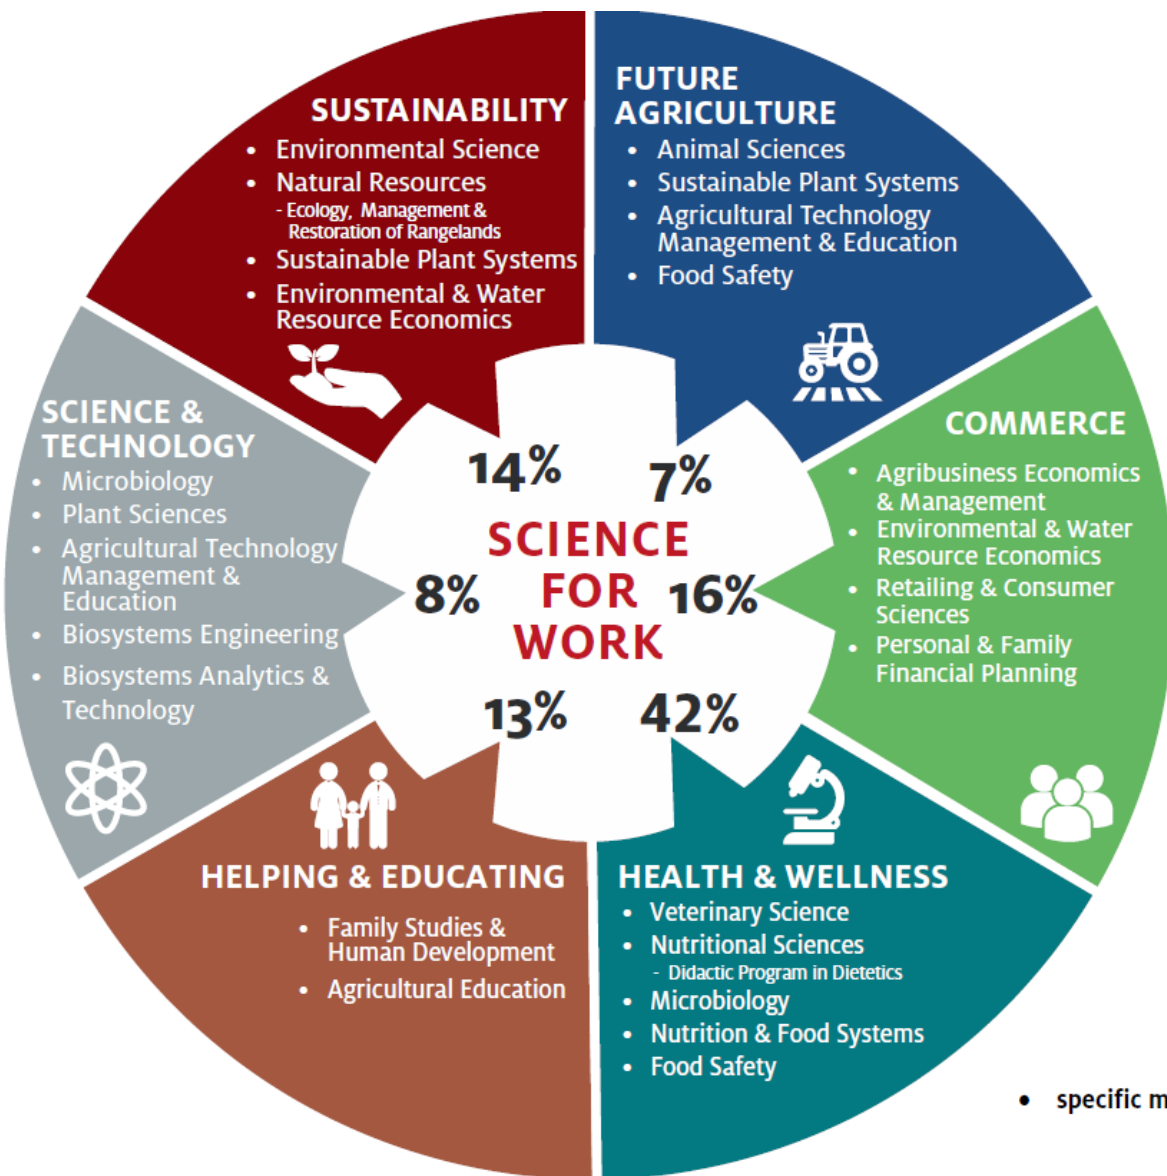 SUSTAINABILITY
• Environmental Science
• Natural Resources
- Ecology, Management &
Restoration of Rangelands
• Sustainable Plant Systems
• Environmental & Water
Resource Economics
FUTURE
AGRICULTURE
• Animal Sciences
• Sustainable Plant Systems
• Agricultural Technology
Management & Education
• Food Safety
SCIENCE &
TECHNOLOGY
• Microbiology
• Plant Sciences
• Agricultural Technology
Management &
Education
• Biosystems Engineering
• Biosystems Analytics &
Technology
COMMERCE
• Agribusiness Economics
& Management
• Environmental & Water
Resource Economics
• Retailing & Consumer
Sciences
• Personal & Family
Financial Planning
14%
7%
SCIENCE
FOR
WORK
8%
16%
13%
42%
HELPING & EDUCATING
• Family Studies &
Human Development
• Agricultural Education
HEALTH & WELLNESS
• Veterinary Science
• Nutritional Sciences
- Didactic Program in Dietetics
• Microbiology
• Nutrition & Food Systems
• Food Safety
• specific m